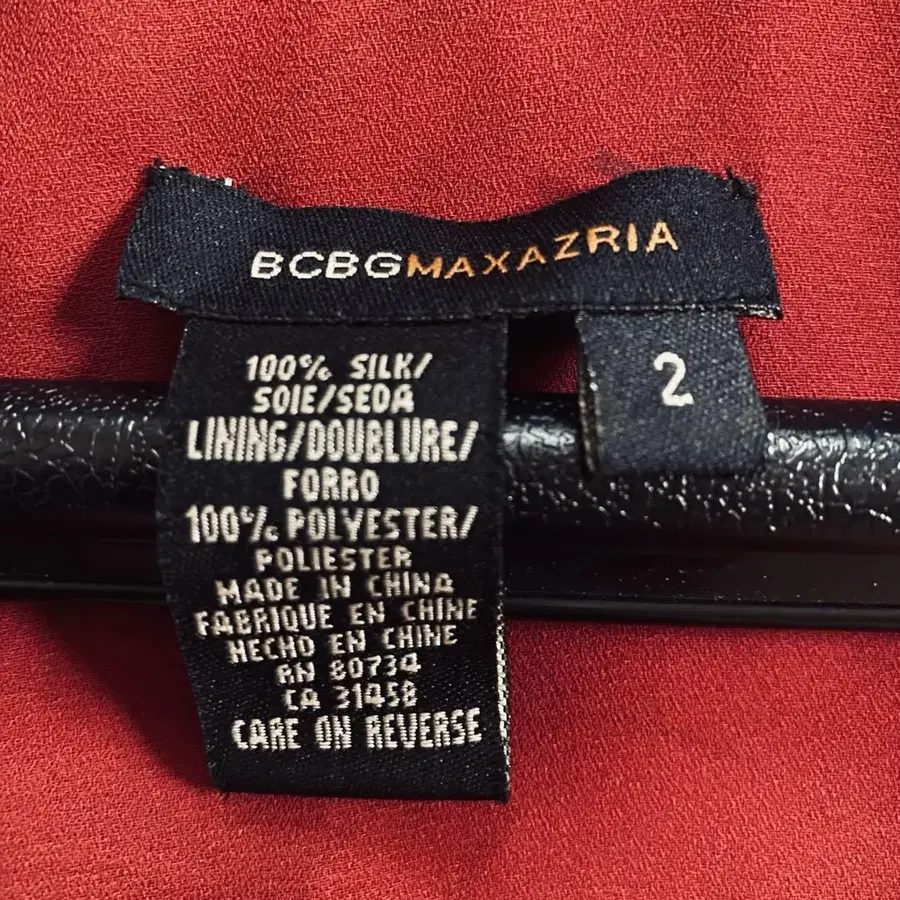 BCBGMAXAZRIA
2
100% SILK/
SOIE/SEDA
LINING/DOUBLURE/
FORRO
100% POLYESTER/
POLIESTER
MADE IN CHINA
FABRIQUE EN CHINE
HECHO EN CHINE
RN 80734
CA 31458
CARE ON REVERSE